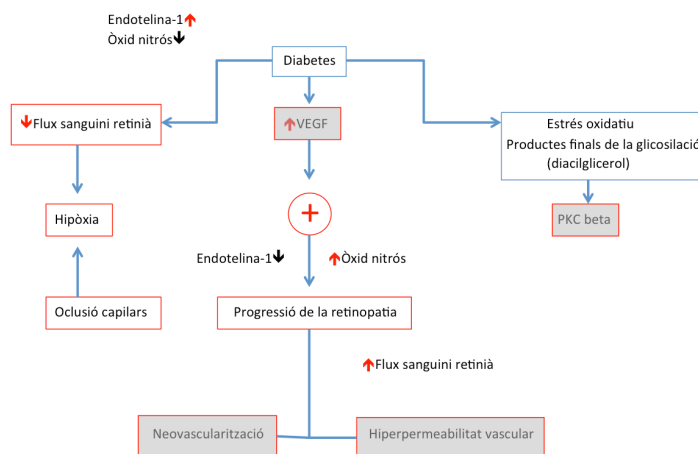 Endotelina-1
Òxid nitrós
Diabetes
Flux sanguini retinià
VEGF
Estrés oxidatiu
Productes finals de la glicosilació
(diacilglicerol)
Hipòxia
+
PKC beta
Endotelina-1
Òxid nitrós
Oclusió capilars
Progressió de la retinopatia
Flux sanguini retinià
Neovascularització
Hiperpermeabilitat vascular